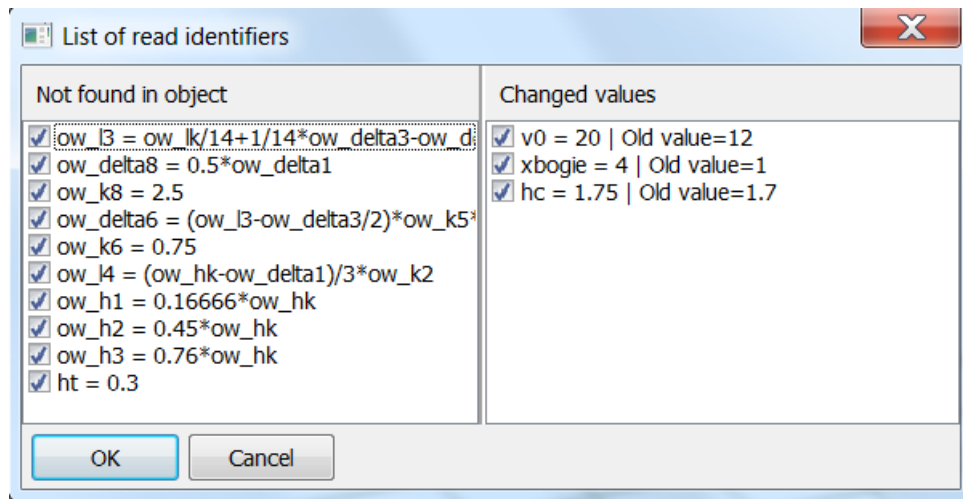 List of read identifiers
Not found in object
ow_l3 = ow_lk/14+1/14*ow_delta3-ow_d
ow_delta8 = 0.5*ow_delta1
ow_k8 = 2.5
ow_delta6 = (ow_l3-ow_delta3/2)*ow_k5*
ow_k6 = 0.75
ow_l4 = (ow_hk-ow_delta1)/3*ow_k2
ow_h1 = 0.16666*ow_hk
ow_h2 = 0.45*ow_hk
ow_h3 = 0.76*ow_hk
ht = 0.3
Changed values
v0 = 20 | Old value=12
xbogie = 4 | Old value=1
hc = 1.75 | Old value=1.7
OK
Cancel